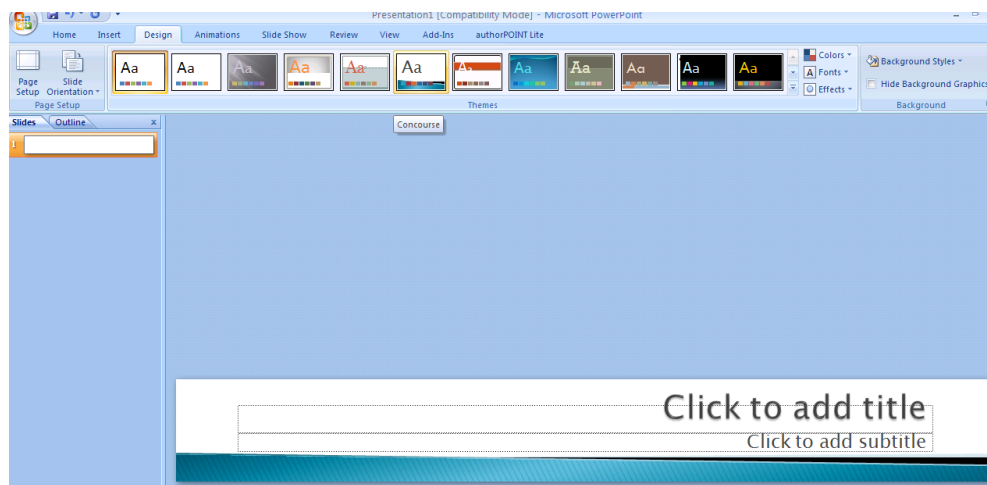 Presentation1 [Compatibility Mode] - Microsoft PowerPoint
Home Insert Design Animations Slide Show Review View Add-Ins authorPOINT Lite
Aa Aa Aa Aa Aa Aa Aa Aa Aa Aa Aa Aa
Colors
Fonts
Effects
Background Styles
Hide Background Graphics
Page Setup
Slide Orientation
Page Setup Themes Background
Slides Outline x
Concourse
1
Click to add title
Click to add subtitle